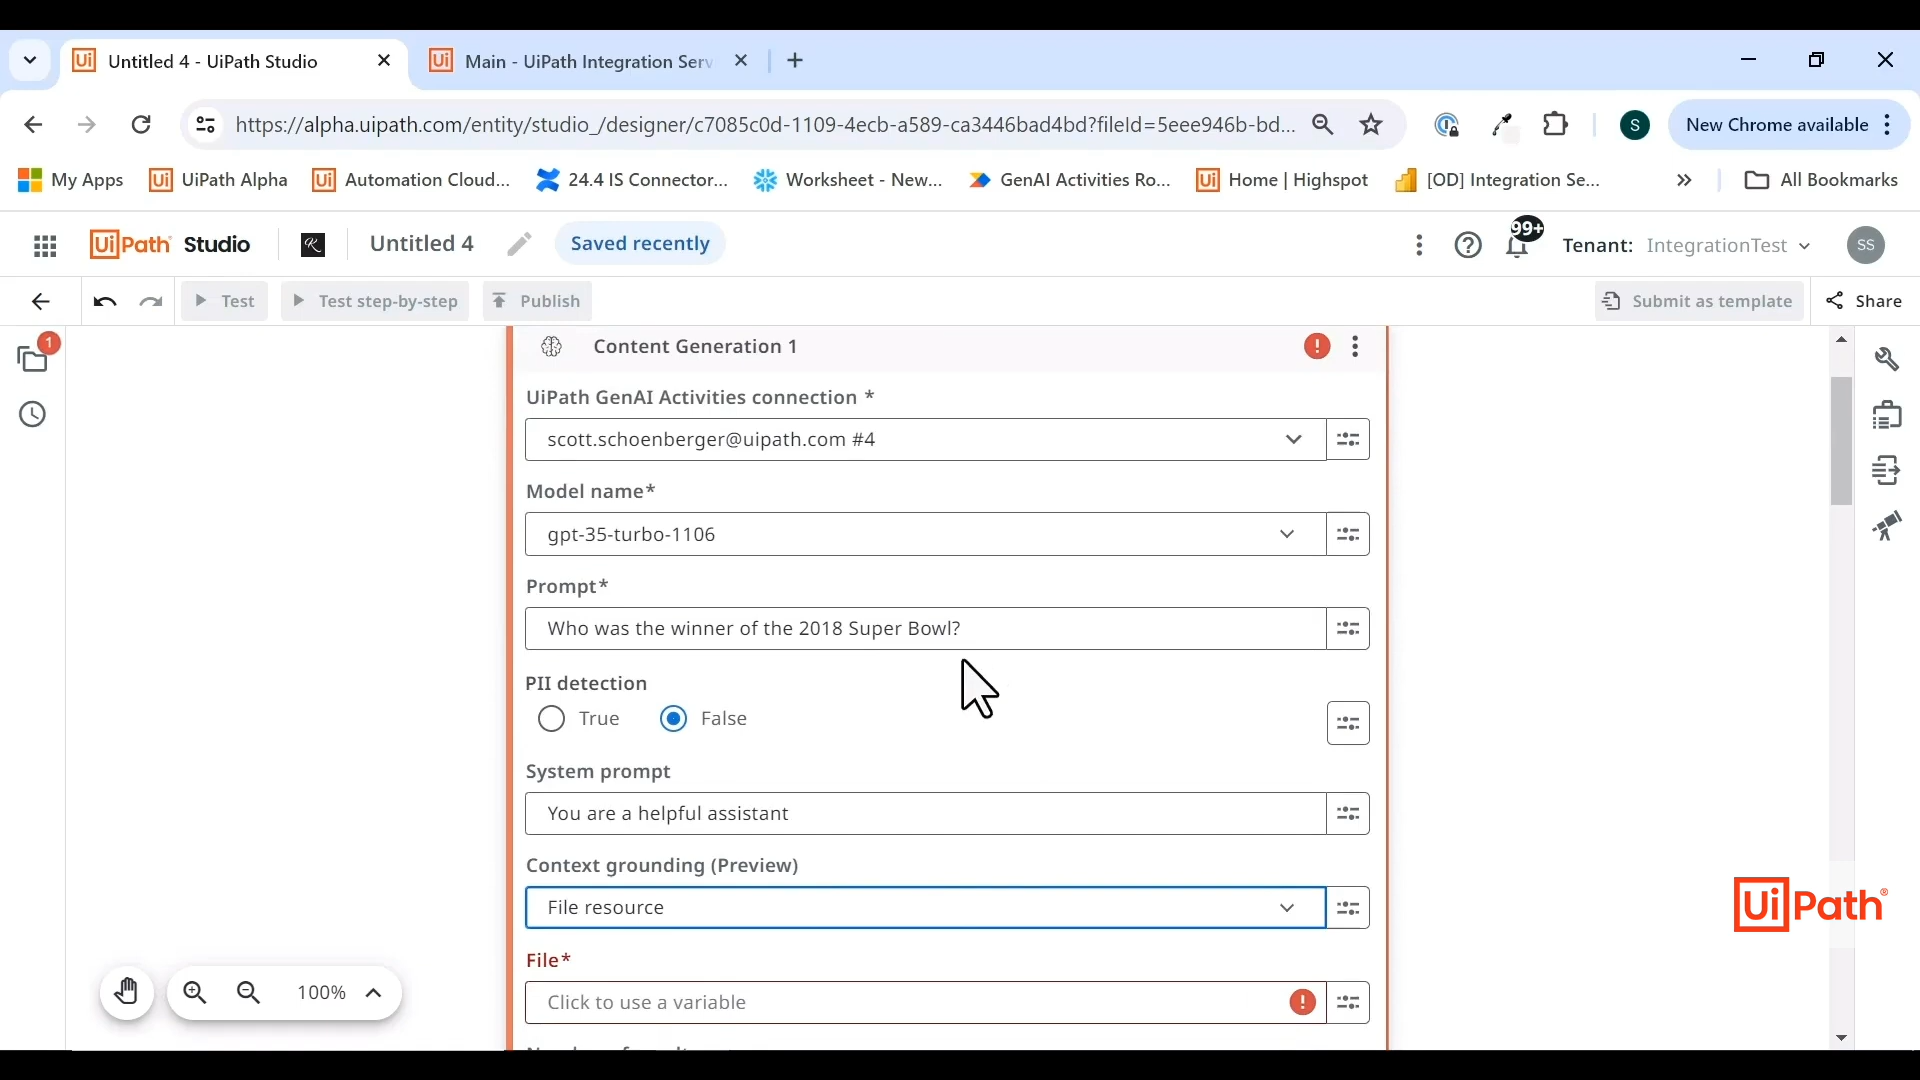 Untitled 4 - UiPath Studio
Main - UiPath Integration Serv
https://alpha.uipath.com/entity/studio_/designer/c7085c0d-1109-4ecb-a589-ca3446bad4bd?fileId=5eee946b-bd...
S
New Chrome available
My Apps
UiPath Alpha
Automation Cloud...
24.4 IS Connector...
Worksheet - New...
GenAI Activities Ro...
Home | Highspot
[OD] Integration Se...
All Bookmarks
UiPath Studio
Untitled 4
Saved recently
99+
Tenant: IntegrationTest
SS
Test
Test step-by-step
Publish
Submit as template
Share
1
Content Generation 1
UiPath GenAI Activities connection *
scott.schoenberger@uipath.com #4
Model name*
gpt-35-turbo-1106
Prompt*
Who was the winner of the 2018 Super Bowl?
PII detection
True
False
System prompt
You are a helpful assistant
Context grounding (Preview)
File resource
File*
Click to use a variable
100%
UiPath®